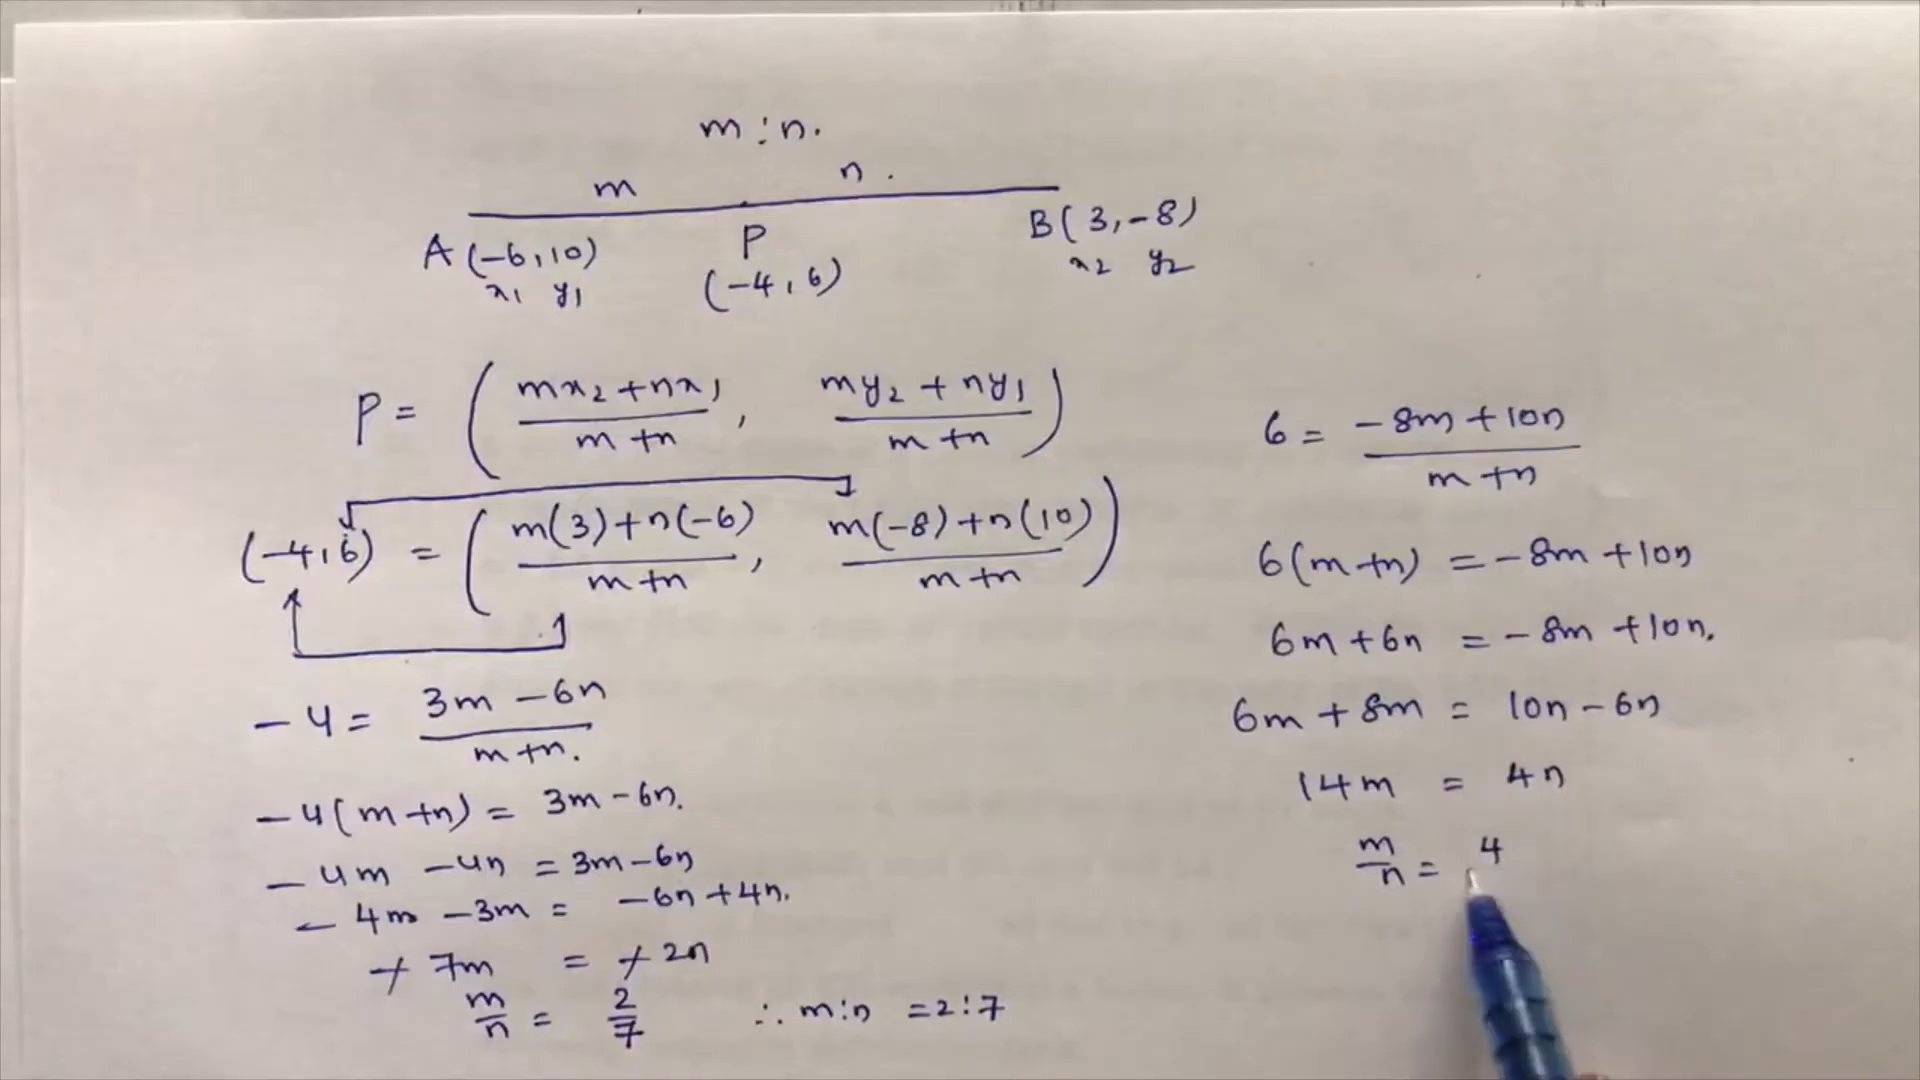 m : n.
m n.
A (-6, 10) P B ( 3, -8)
x1 y1 (-4, 6) x2 y2
P = ( mx2 + nx1 / m + n , my2 + ny1 / m + n )
(-4, 6) = ( m(3) + n(-6) / m + n , m(-8) + n(10) / m + n )
-4 = 3m - 6n / m + n.
-4(m + n) = 3m - 6n.
-4m - 4n = 3m - 6n
-4m - 3m = -6n + 4n.
-7m = -2n
m/n = 2/7 ∴ m : n = 2 : 7
6 = -8m + 10n / m + n
6(m + n) = -8m + 10n
6m + 6n = -8m + 10n.
6m + 8m = 10n - 6n
14m = 4n
m/n = 4